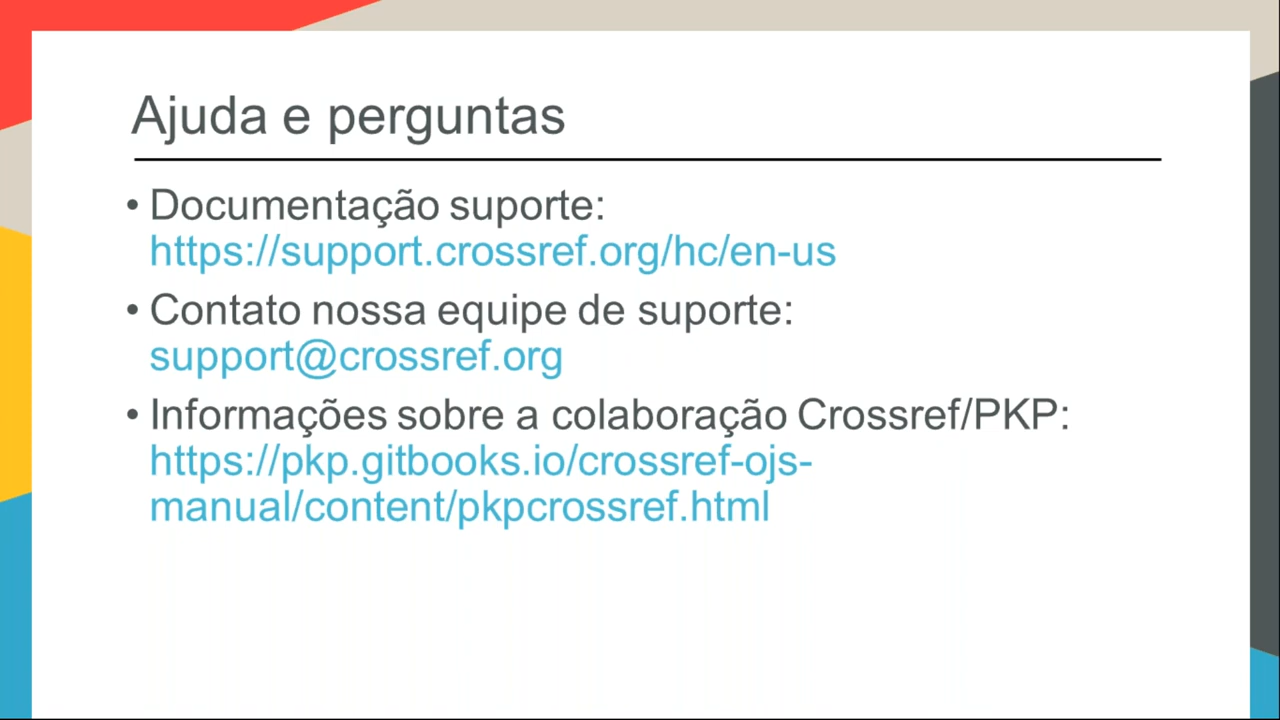 Ajuda e perguntas
• Documentação suporte:
https://support.crossref.org/hc/en-us
• Contato nossa equipe de suporte:
support@crossref.org
• Informações sobre a colaboração Crossref/PKP:
https://pkp.gitbooks.io/crossref-ojs-
manual/content/pkpcrossref.html